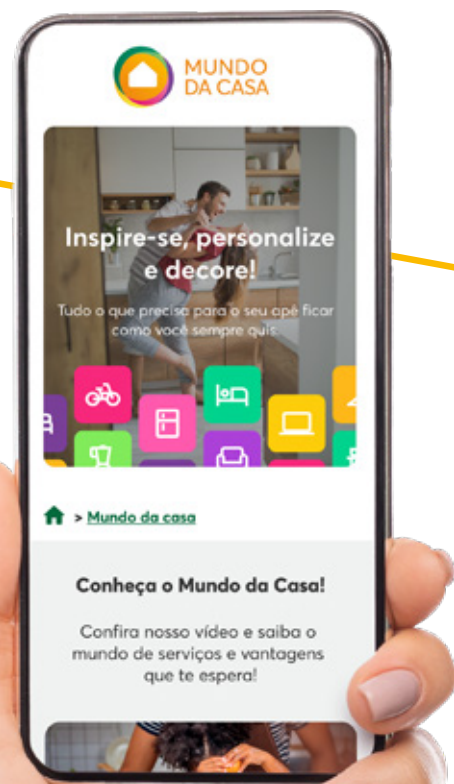 MUNDO
DA CASA
Inspire-se, personalize
e decore!
Tudo o que precisa para o seu apê ficar
como você sempre quis.
> Mundo da casa
Conheça o Mundo da Casa!
Confira nosso vídeo e saiba o
mundo de serviços e vantagens
que te espera!